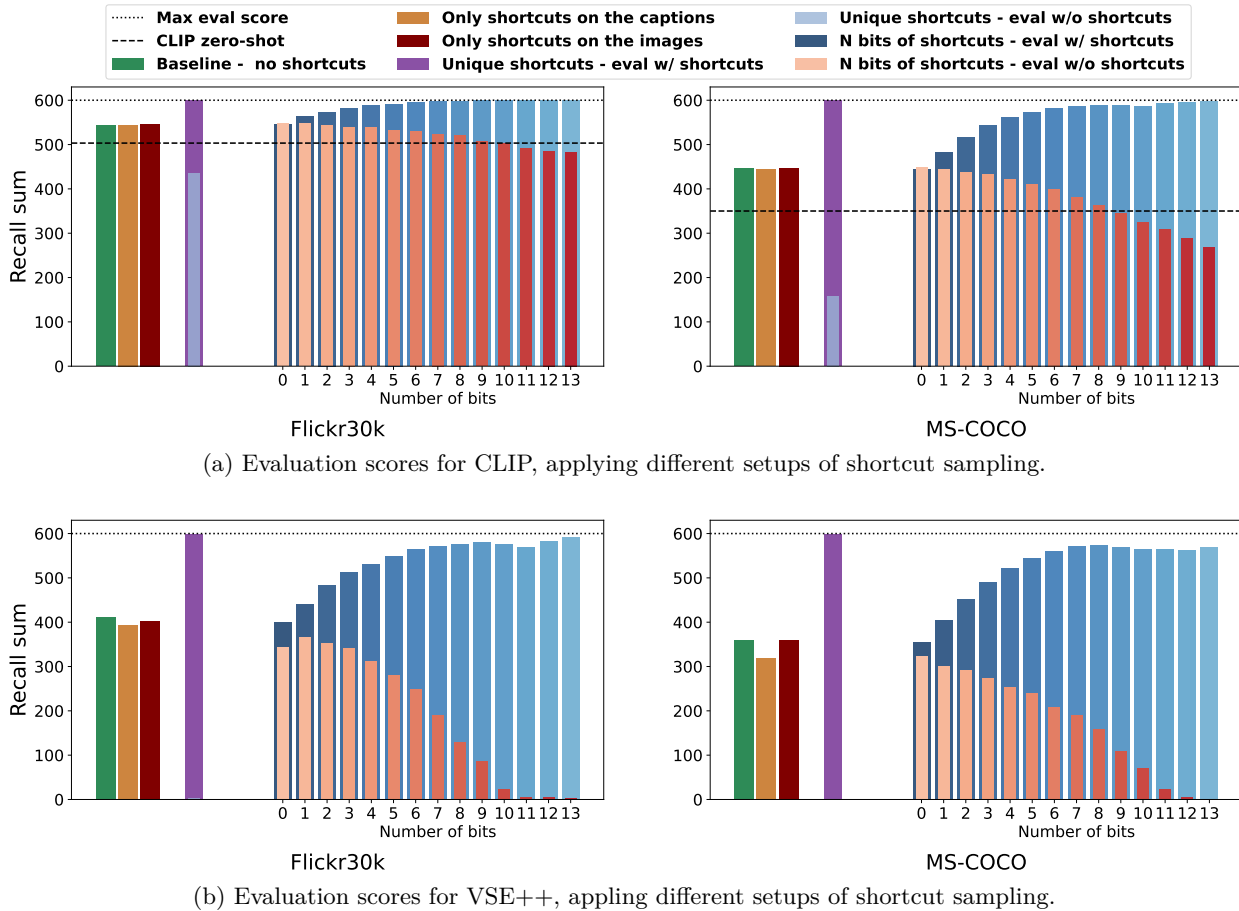 Max eval score
CLIP zero-shot
Baseline - no shortcuts
Only shortcuts on the captions
Only shortcuts on the images
Unique shortcuts - eval w/ shortcuts
Unique shortcuts - eval w/o shortcuts
N bits of shortcuts - eval w/ shortcuts
N bits of shortcuts - eval w/o shortcuts
Recall sum
600
500
400
300
200
100
0
0 1 2 3 4 5 6 7 8 9 10 11 12 13
Number of bits
Flickr30k
600
500
400
300
200
100
0
0 1 2 3 4 5 6 7 8 9 10 11 12 13
Number of bits
MS-COCO
(a) Evaluation scores for CLIP, applying different setups of shortcut sampling.
Recall sum
600
500
400
300
200
100
0
0 1 2 3 4 5 6 7 8 9 10 11 12 13
Number of bits
Flickr30k
600
500
400
300
200
100
0
0 1 2 3 4 5 6 7 8 9 10 11 12 13
Number of bits
MS-COCO
(b) Evaluation scores for VSE++, appling different setups of shortcut sampling.